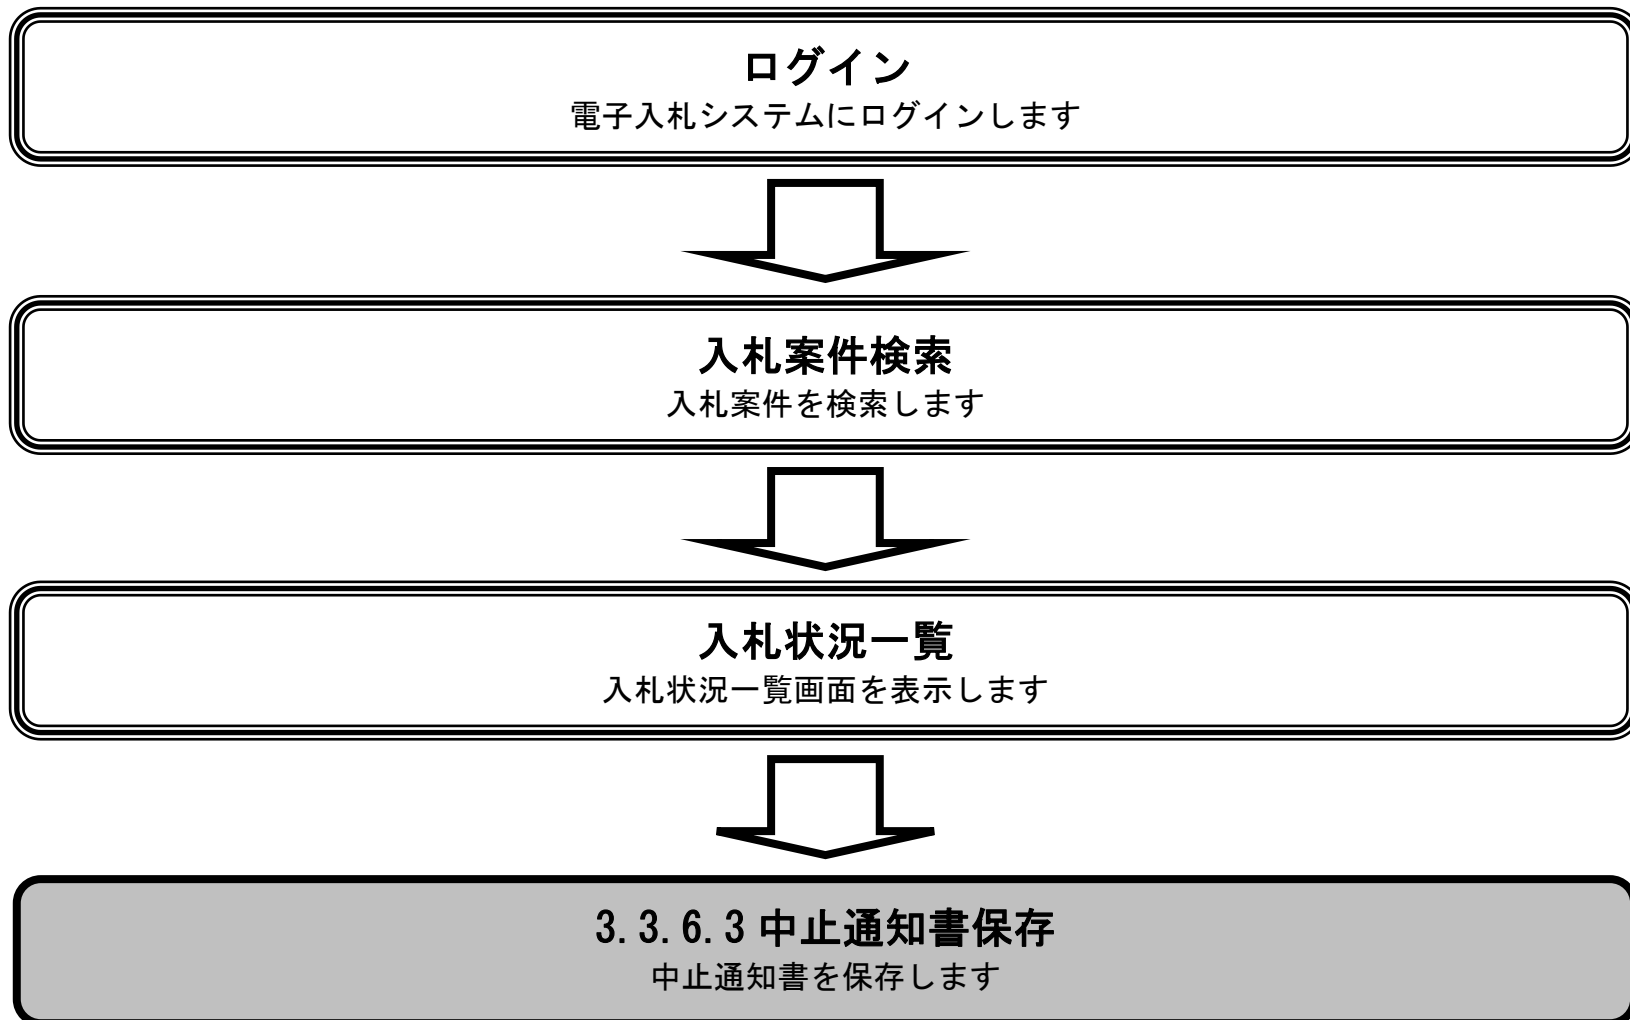 ログイン
電子入札システムにログインします
入札案件検索
入札案件を検索します
入札状況一覧
入札状況一覧画面を表示します
3.3.6.3 中止通知書保存
中止通知書を保存します